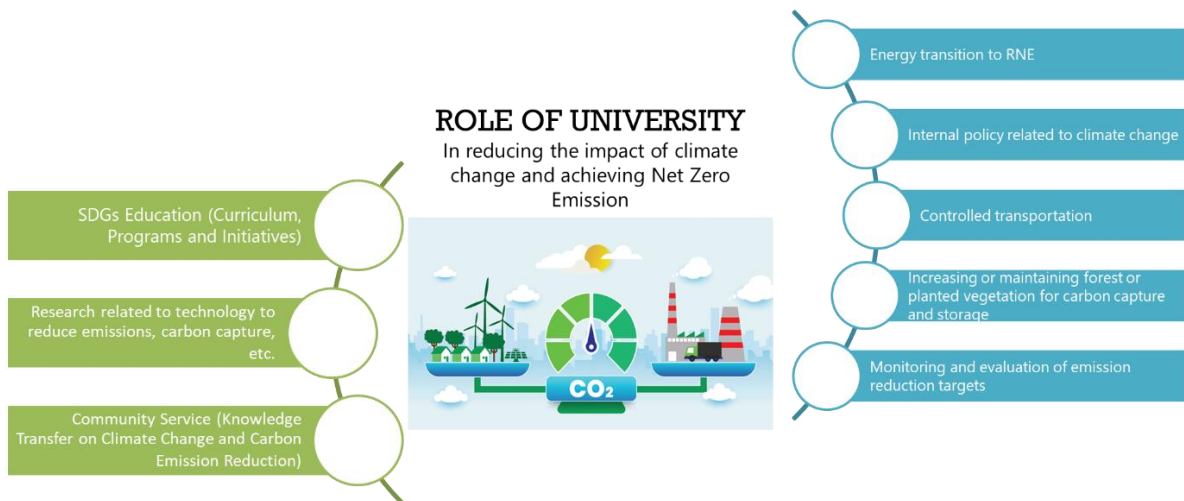 ROLE OF UNIVERSITY
In reducing the impact of climate
change and achieving Net Zero
Emission
SDGs Education (Curriculum,
Programs and Initiatives)
Research related to technology to
reduce emissions, carbon capture,
etc.
Community Service (Knowledge
Transfer on Climate Change and Carbon
Emission Reduction)
CO₂
Energy transition to RNE
Internal policy related to climate change
Controlled transportation
Increasing or maintaining forest or
planted vegetation for carbon capture
and storage
Monitoring and evaluation of emission
reduction targets